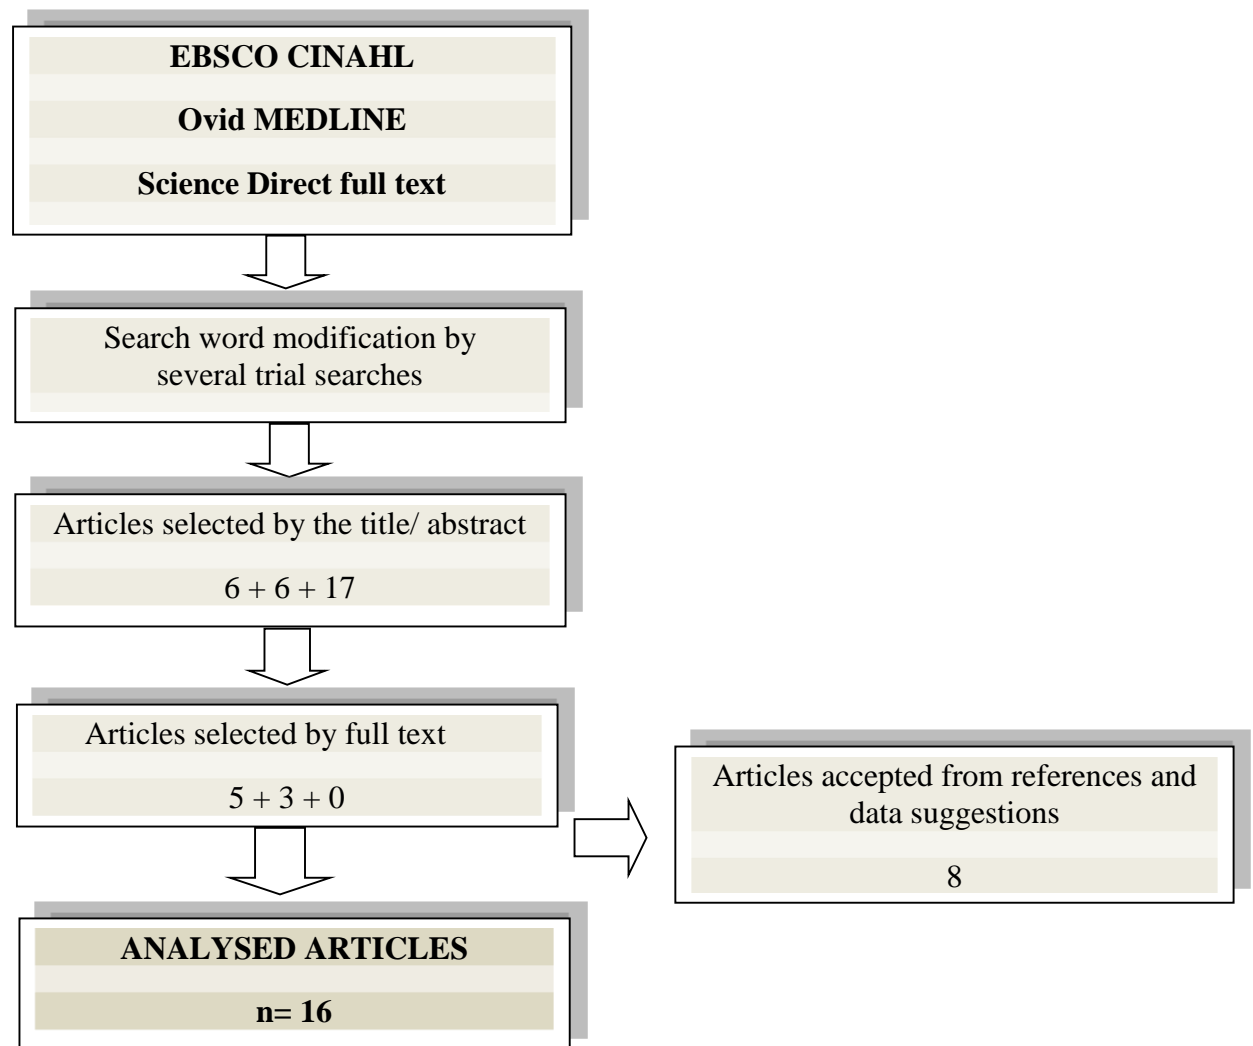 EBSCO CINAHL
Ovid MEDLINE
Science Direct full text
Search word modification by
several trial searches
Articles selected by the title/ abstract
6 + 6 + 17
Articles selected by full text
5 + 3 + 0
Articles accepted from references and
data suggestions
8
ANALYSED ARTICLES
n= 16